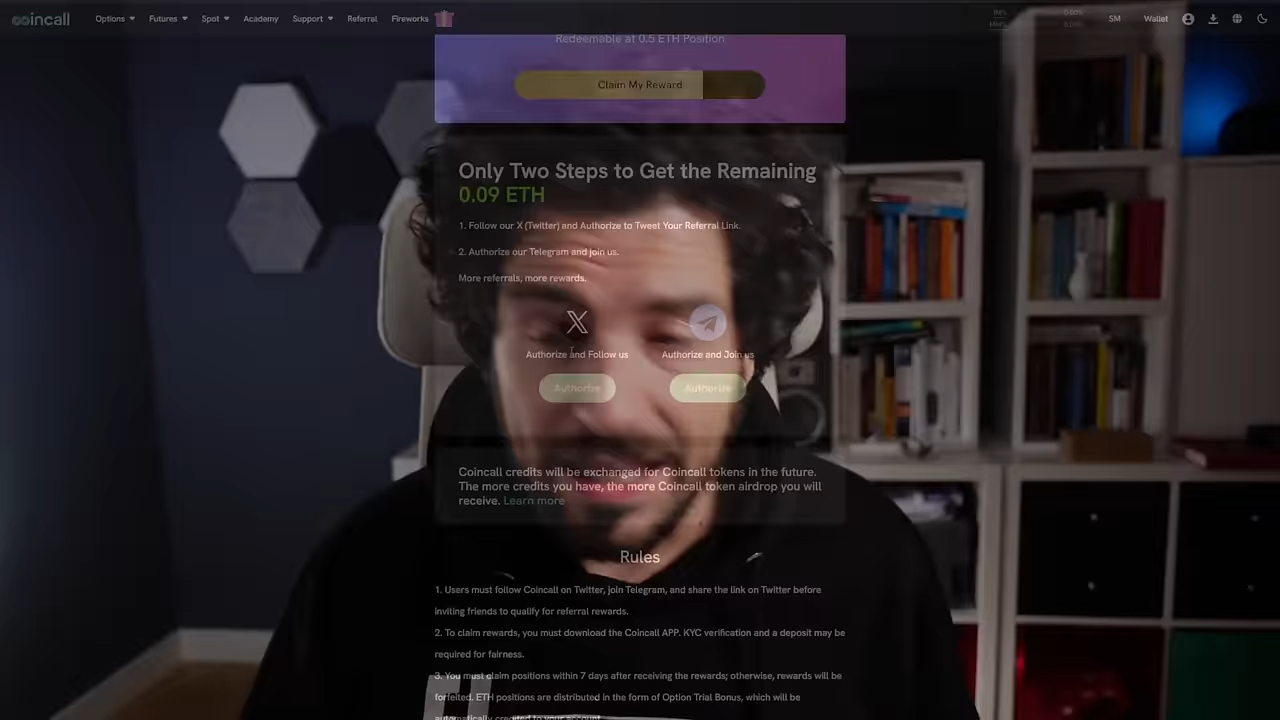 coincall Options Futures Spot Academy Support Referral Fireworks SM Wallet
Redeemable at 0.5 ETH Position
Claim My Reward
Only Two Steps to Get the Remaining
0.09 ETH
1. Follow our X (Twitter) and Authorize to Tweet Your Referral Link.
2. Authorize our Telegram and join us.
More referrals, more rewards.
Authorize and Follow us
Authorize and Join us
Authorize
Authorize
Coincall credits will be exchanged for Coincall tokens in the future.
The more credits you have, the more Coincall token airdrop you will
receive. Learn more
Rules
1. Users must follow Coincall on Twitter, join Telegram, and share the link on Twitter before
inviting friends to qualify for referral rewards.
2. To claim rewards, you must download the Coincall APP. KYC verification and a deposit may be
required for fairness.
3. You must claim positions within 7 days after receiving the rewards; otherwise, rewards will be
forfeited. ETH positions are distributed in the form of Option Trial Bonus, which will be
automatically credited to your account.